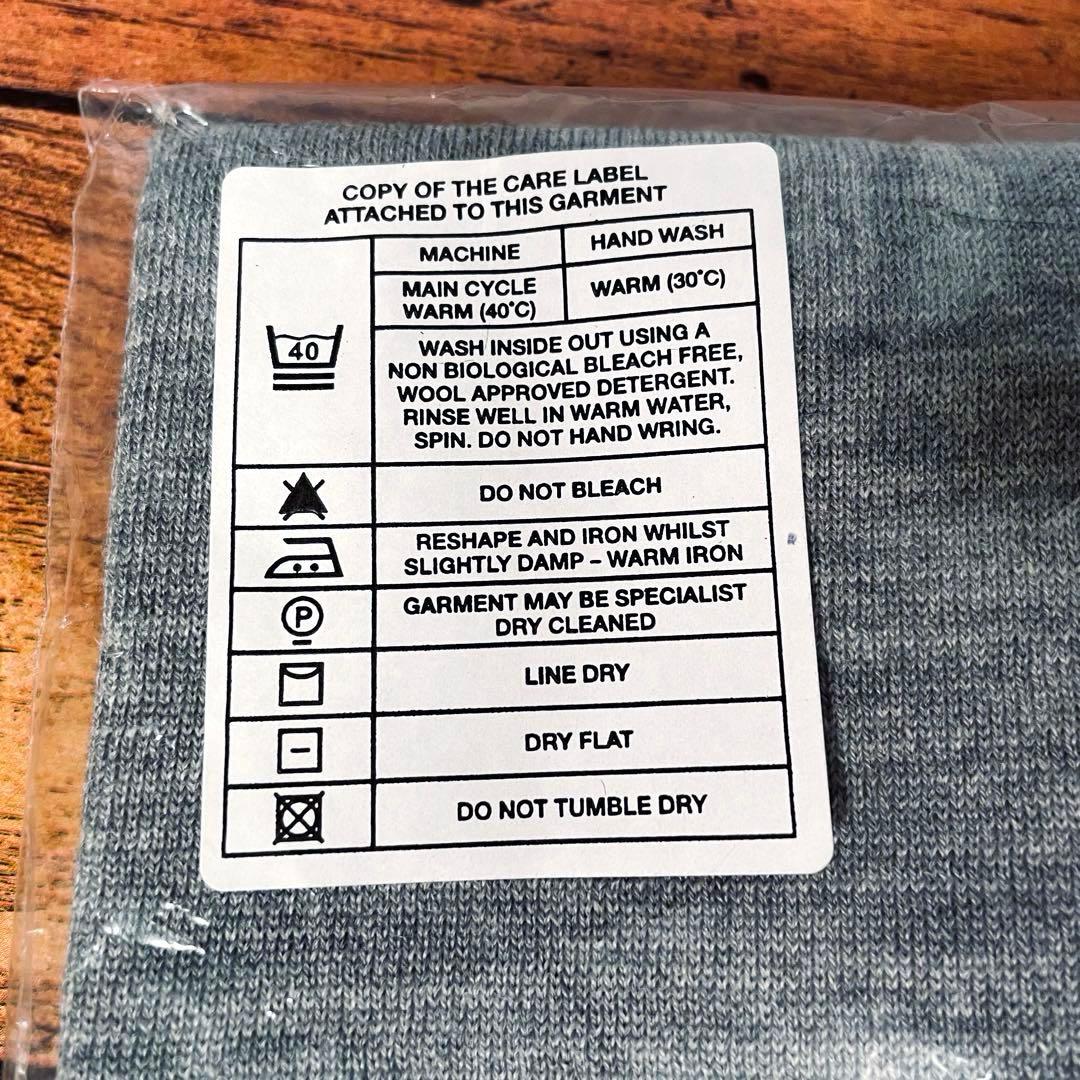 COPY OF THE CARE LABEL
ATTACHED TO THIS GARMENT
MACHINE
HAND WASH
MAIN CYCLE
WARM (40°C)
WARM (30°C)
40
WASH INSIDE OUT USING A
NON BIOLOGICAL BLEACH FREE,
WOOL APPROVED DETERGENT.
RINSE WELL IN WARM WATER,
SPIN. DO NOT HAND WRING.
DO NOT BLEACH
RESHAPE AND IRON WHILST
SLIGHTLY DAMP – WARM IRON
P
GARMENT MAY BE SPECIALIST
DRY CLEANED
LINE DRY
DRY FLAT
DO NOT TUMBLE DRY